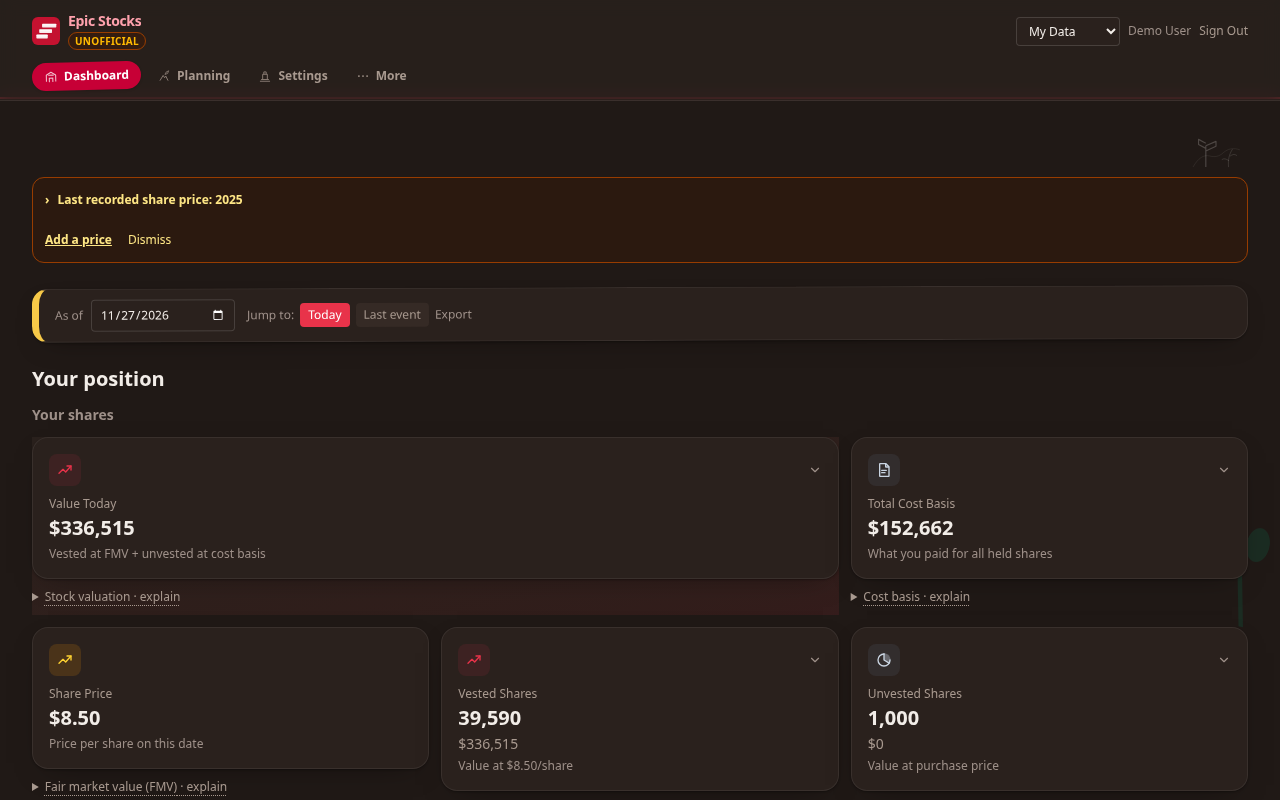 Epic Stocks
UNOFFICIAL
My Data
Demo User
Sign Out
Dashboard
Planning
Settings
More
› Last recorded share price: 2025
Add a price
Dismiss
As of
11/27/2026
Jump to:
Today
Last event
Export
Your position
Your shares
Value Today
$336,515
Vested at FMV + unvested at cost basis
Stock valuation · explain
Total Cost Basis
$152,662
What you paid for all held shares
Cost basis · explain
Share Price
$8.50
Price per share on this date
Fair market value (FMV) · explain
Vested Shares
39,590
$336,515
Value at $8.50/share
Unvested Shares
1,000
$0
Value at purchase price